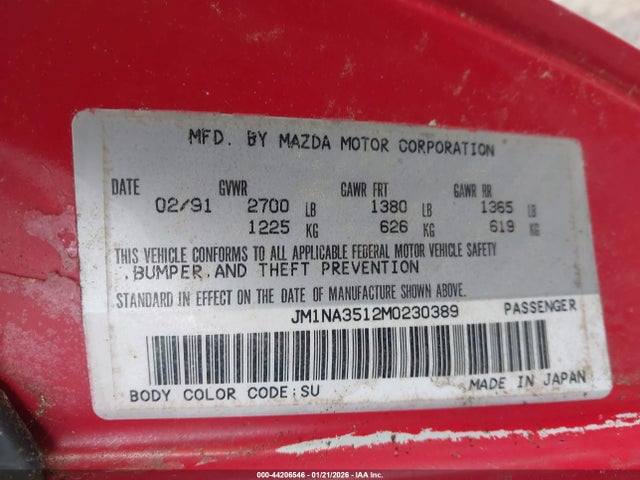 MFD. BY MAZDA MOTOR CORPORATION
DATE GVWR GAWR FRT GAWR RR
02/91 2700 LB 1380 LB 1365 LB
1225 KG 626 KG 619 KG
THIS VEHICLE CONFORMS TO ALL APPLICABLE FEDERAL MOTOR VEHICLE SAFETY
.BUMPER.AND THEFT PREVENTION
STANDARD IN EFFECT ON THE DATE OF MANUFACTURE SHOWN ABOVE.
JM1NA3512M0230389 PASSENGER
BODY COLOR CODE:SU MADE IN JAPAN
000-44206546 - 01/21/2026 - IAA Inc.